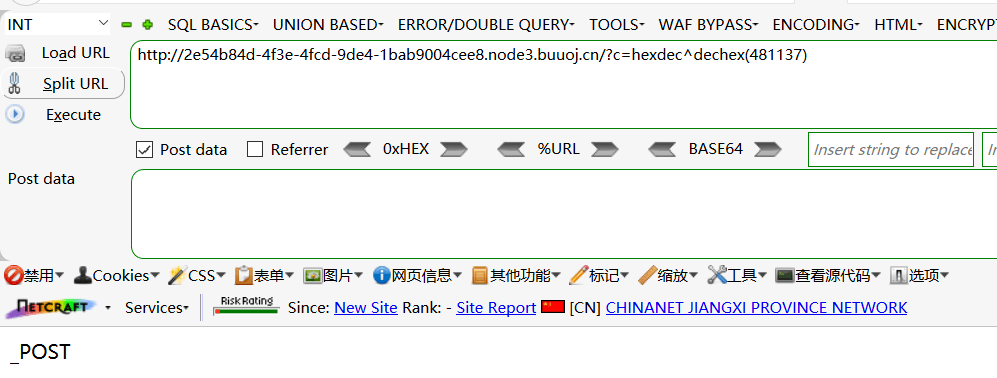 INT SQL BASICS UNION BASED ERROR/DOUBLE QUERY TOOLS WAF BYPASS ENCODING HTML ENCRYPT
Load URL http://2e54b84d-4f3e-4fcd-9de4-1bab9004cee8.node3.buuoj.cn/?c=hexdec^dechex(481137)
Split URL
Execute
Post data Referrer 0xHEX %URL BASE64 Insert string to replace In
Post data
禁用 Cookies CSS 表单 图片 网页信息 其他功能 标记 缩放 工具 查看源代码 选项
NETCRAFT Services Risk Rating Since: New Site Rank: - Site Report [CN] CHINANET JIANGXI PROVINCE NETWORK
_POST